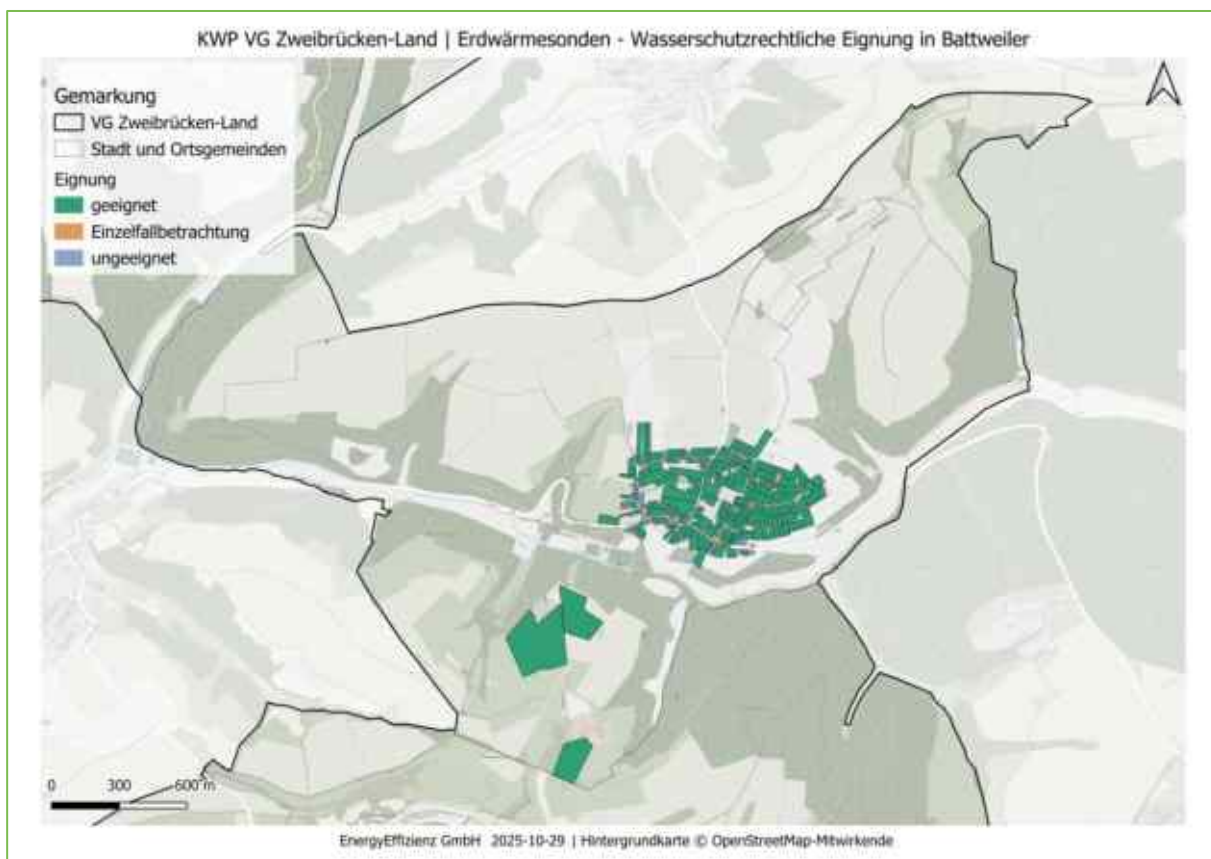 KWP VG Zweibrücken-Land | Erdwärmesonden - Wasserschutzrechtliche Eignung in Battweiler
Gemarkung
VG Zweibrücken-Land
Stadt und Ortsgemeinden
Eignung
geeignet
Einzelfallbetrachtung
ungeeignet
0 300 600 m
EnergyEffizienz GmbH 2025-10-29 | Hintergrundkarte © OpenStreetMap-Mitwirkende